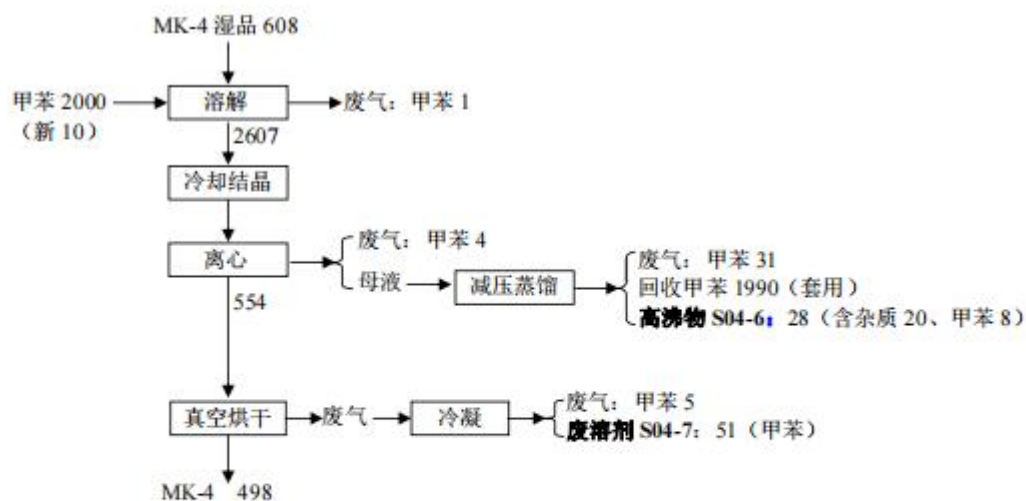 MK-4 湿品 608
甲苯 2000
（新 10）
溶解
废气：甲苯 1
2607
冷却结晶
离心
废气：甲苯 4
母液
减压蒸馏
废气：甲苯 31
回收甲苯 1990（套用）
高沸物 S04-6：28（含杂质 20、甲苯 8）
554
真空烘干
废气
冷凝
废气：甲苯 5
废溶剂 S04-7：51（甲苯）
MK-4 498